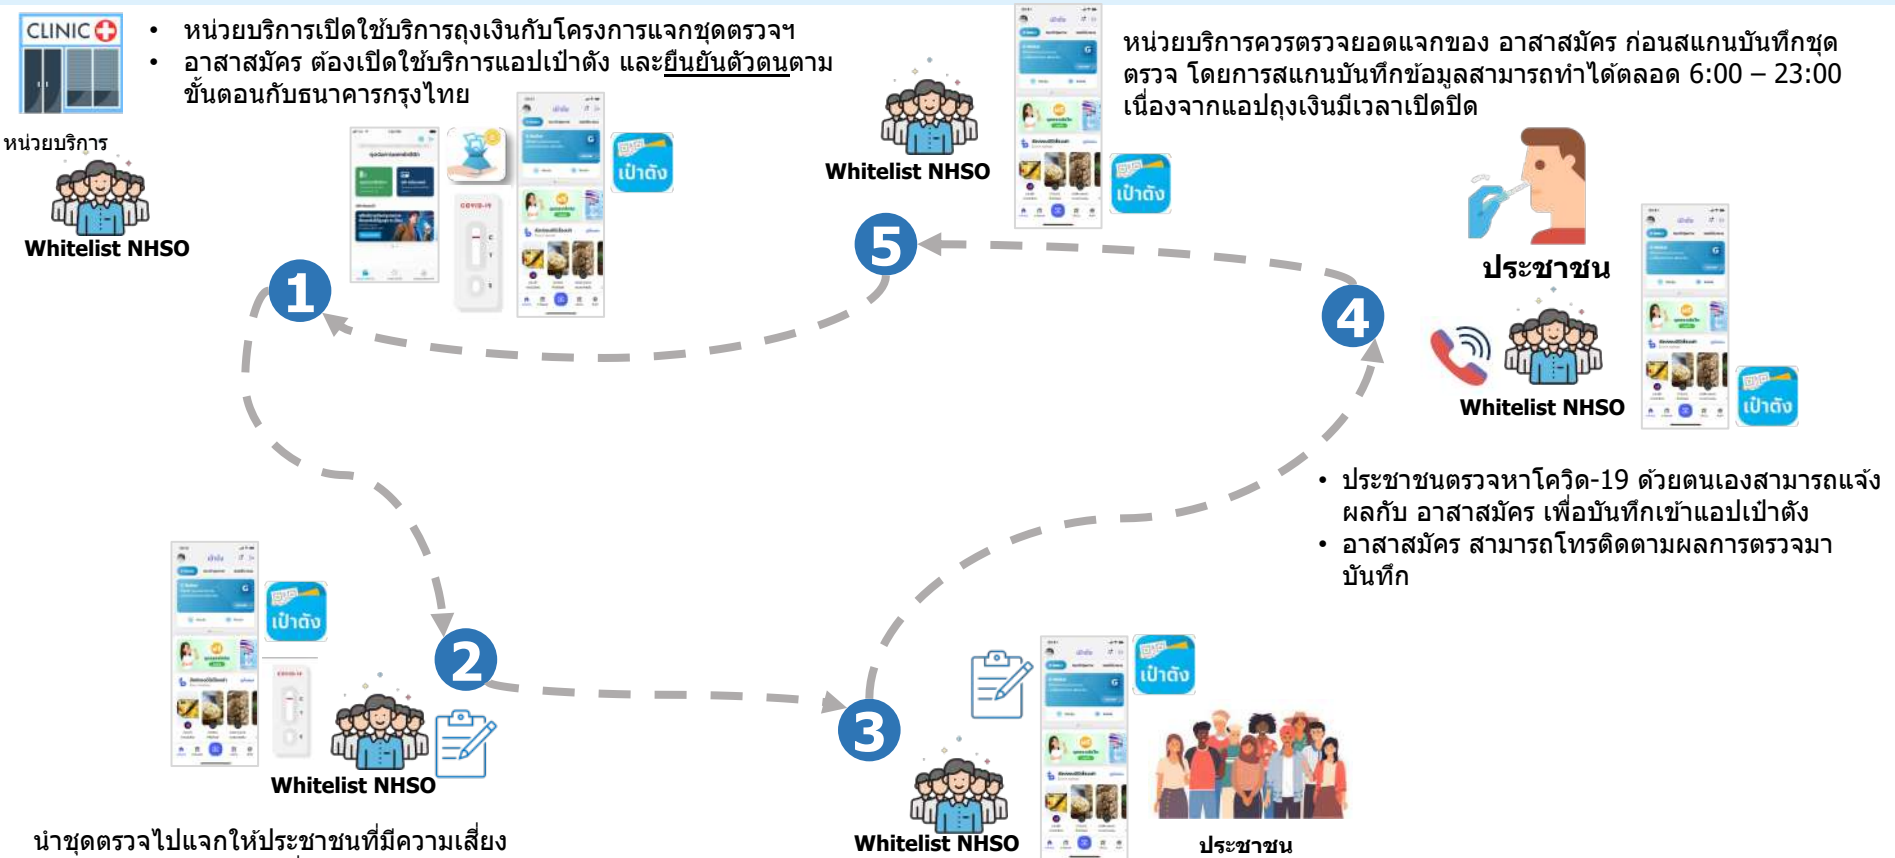 CLINIC
• หน่วยบริการเปิดใช้บริการถุงเงินกับโครงการแจกชุดตรวจฯ
• อาสาสมัคร ต้องเปิดใช้บริการแอปเป๋าตัง และยืนยันตัวตนตาม
ขั้นตอนกับธนาคารกรุงไทย
หน่วยบริการ
Whitelist NHSO
COVID-19
C
T
S
เป๋าตัง
1
หน่วยบริการควรตรวจยอดแจกของ อาสาสมัคร ก่อนสแกนบันทึกชุด
ตรวจ โดยการสแกนบันทึกข้อมูลสามารถทำได้ตลอด 6:00 – 23:00
เนื่องจากแอปถุงเงินมีเวลาเปิดปิด
Whitelist NHSO
เป๋าตัง
5
ประชาชน
4
Whitelist NHSO
เป๋าตัง
• ประชาชนตรวจหาโควิด-19 ด้วยตนเองสามารถแจ้ง
ผลกับ อาสาสมัคร เพื่อบันทึกเข้าแอปเป๋าตัง
• อาสาสมัคร สามารถโทรติดตามผลการตรวจมา
บันทึก
เป๋าตัง
COVID-19
2
Whitelist NHSO
นำชุดตรวจไปแจกให้ประชาชนที่มีความเสี่ยง
3
เป๋าตัง
Whitelist NHSO
ประชาชน